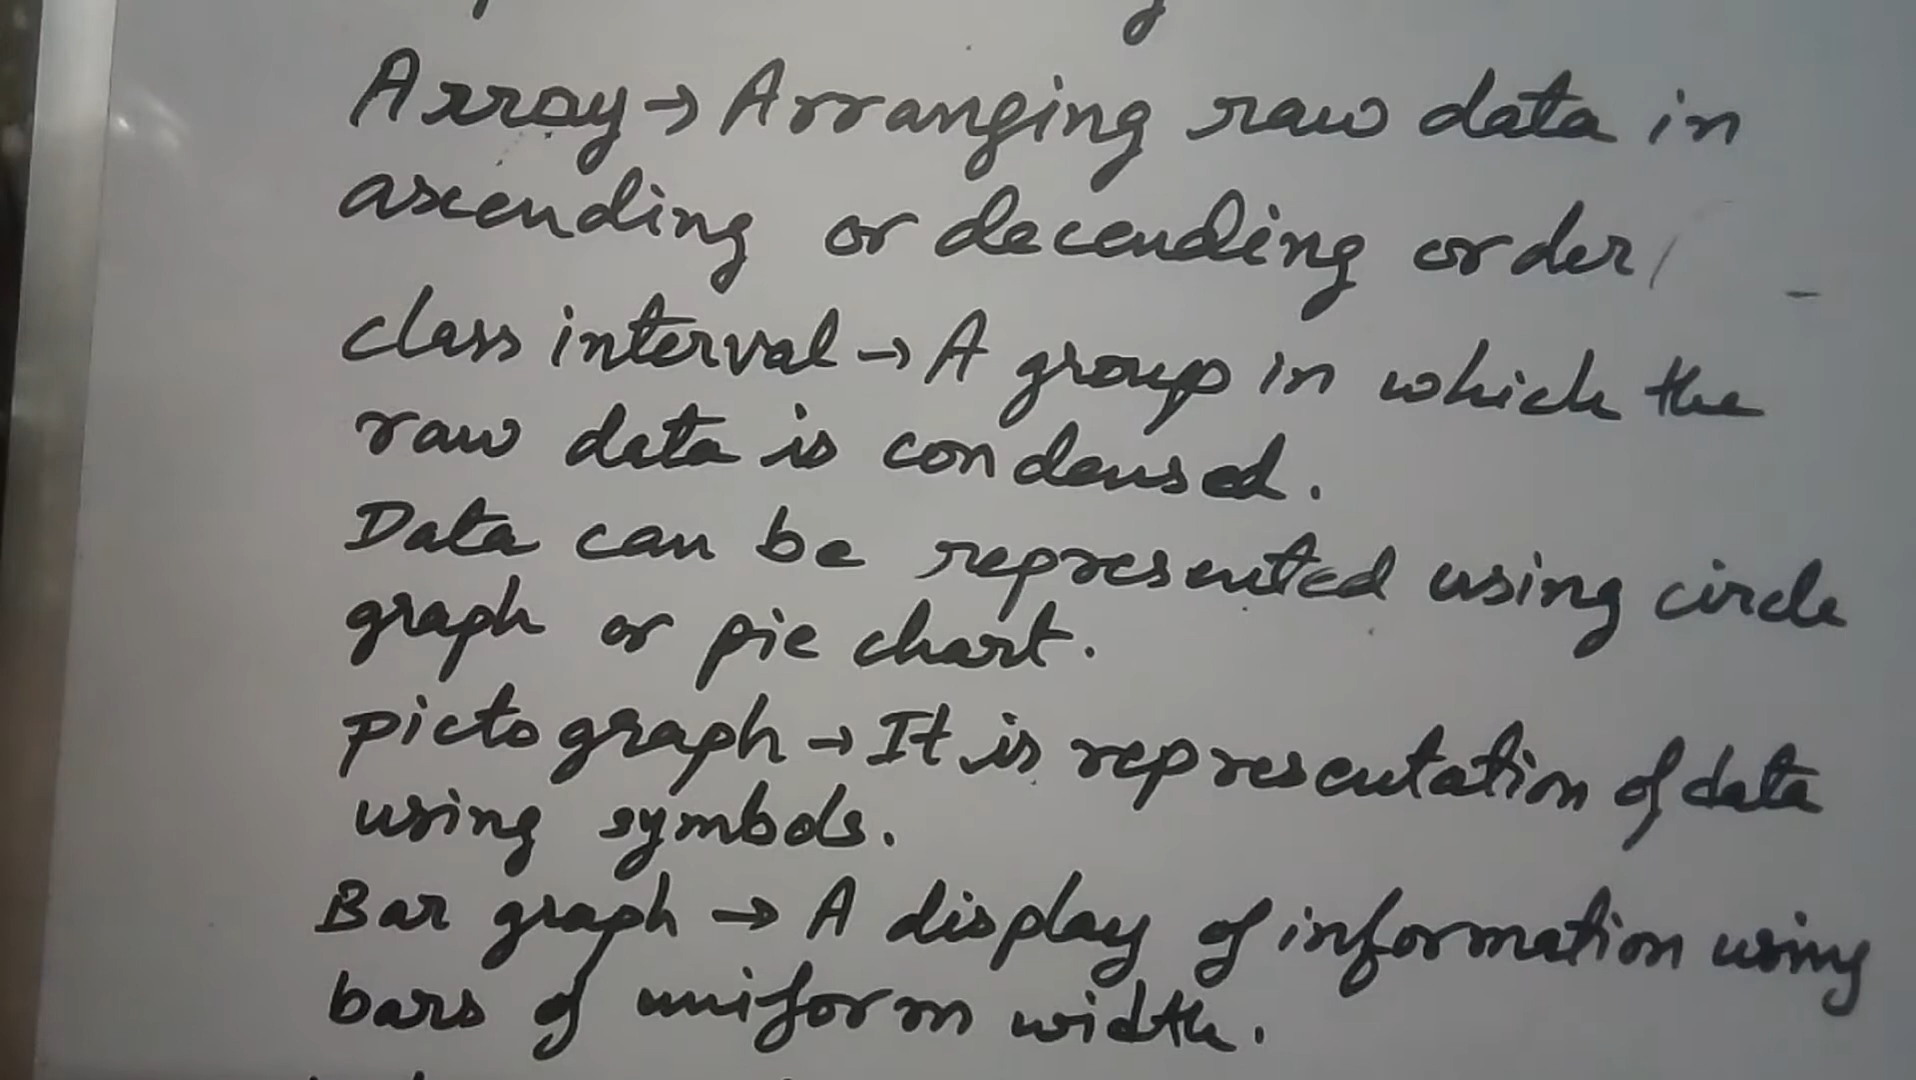 Array → Arranging raw data in
ascending or decending order
class interval → A group in which the
raw data is condensed.
Data can be represented using circle
graph or pie chart.
pictograph → It is representation of data
using symbols.
Bar graph → A display of information using
bars of uniform width.